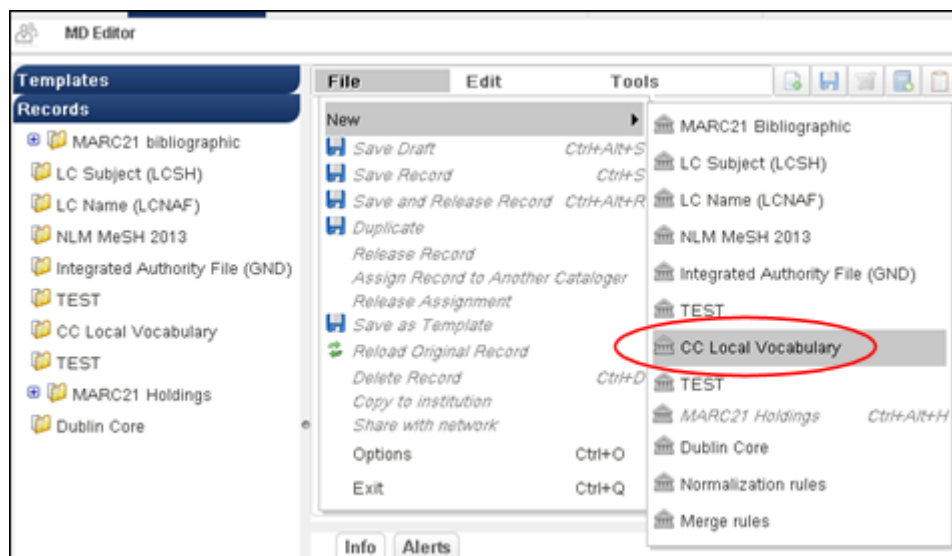 MD Editor
Templates
Records
MARC21 bibliographic
LC Subject (LCSH)
LC Name (LCNAF)
NLM MeSH 2013
Integrated Authority File (GND)
TEST
CC Local Vocabulary
TEST
MARC21 Holdings
Dublin Core
File Edit Tools
New
Save Draft Ctrl+Alt+S
Save Record Ctrl+S
Save and Release Record Ctrl+Alt+R
Duplicate
Release Record
Assign Record to Another Cataloger
Release Assignment
Save as Template
Reload Original Record
Delete Record Ctrl+D
Copy to institution
Share with network
Options Ctrl+O
Exit Ctrl+Q
MARC21 Bibliographic
LC Subject (LCSH)
LC Name (LCNAF)
NLM MeSH 2013
Integrated Authority File (GND)
TEST
CC Local Vocabulary
TEST
MARC21 Holdings Ctrl+Alt+H
Dublin Core
Normalization rules
Merge rules
Info Alerts